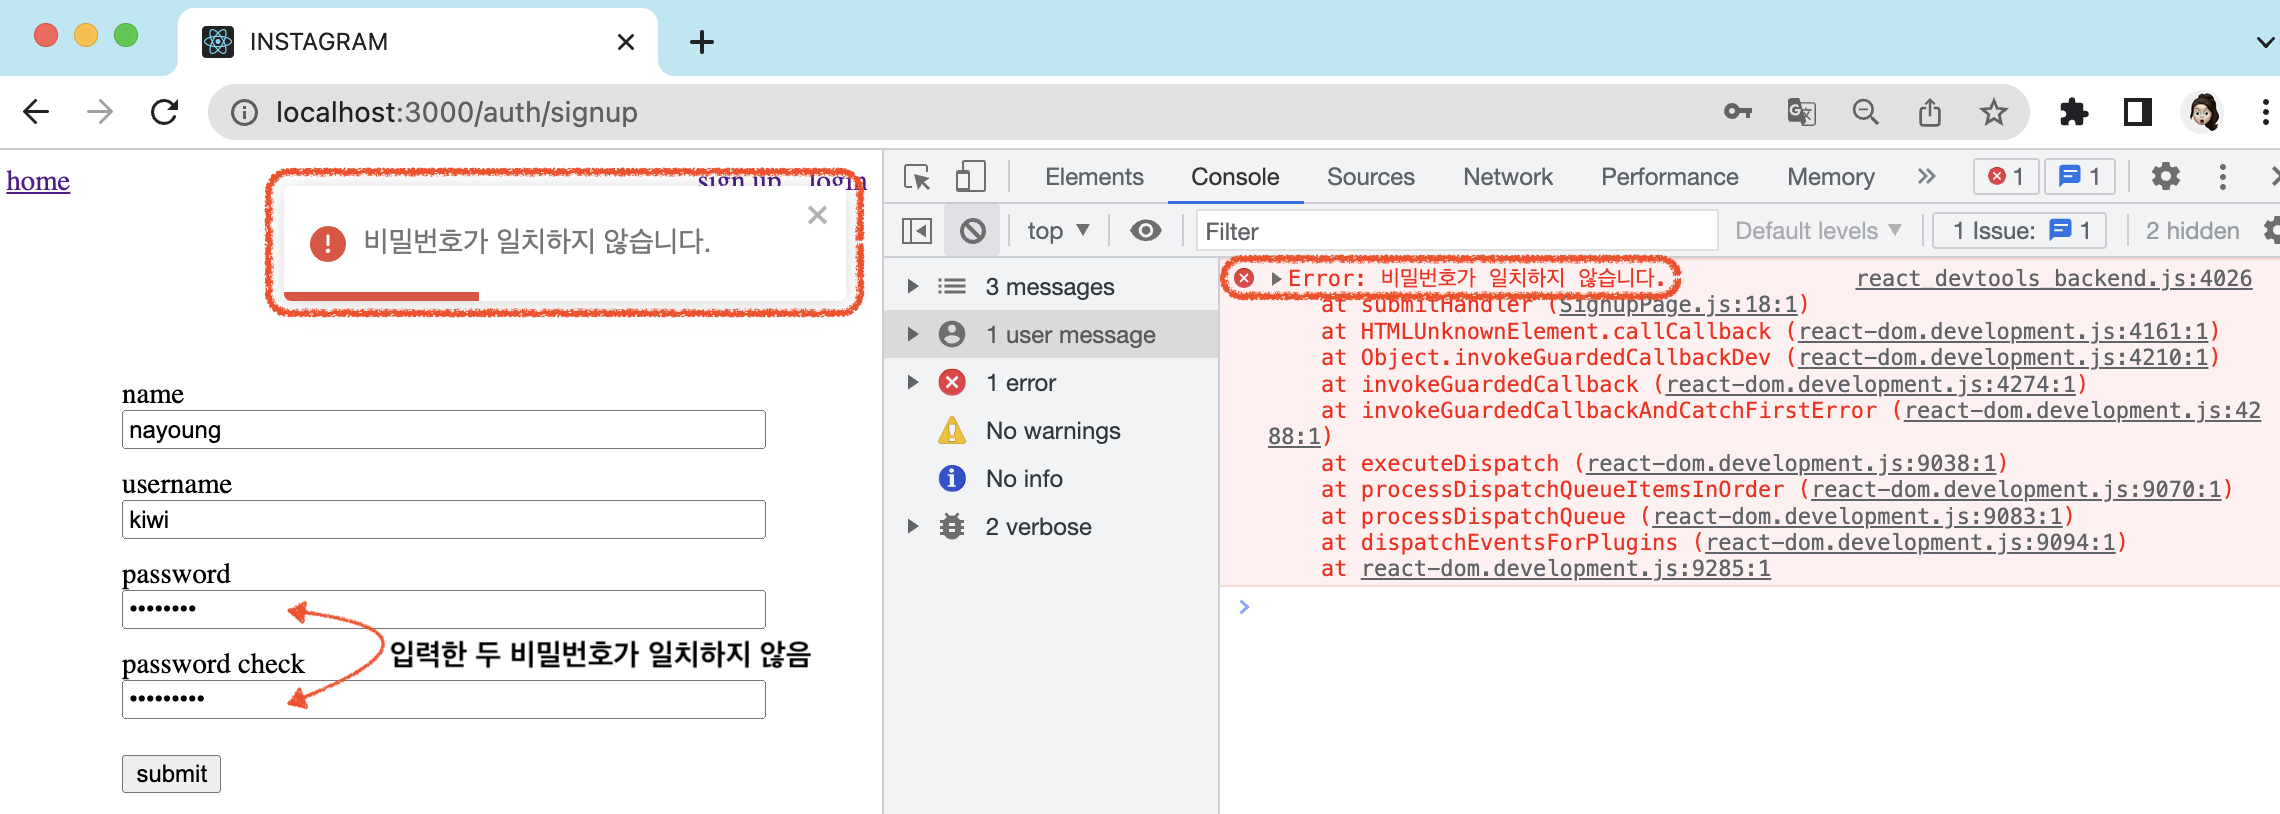 INSTAGRAM
localhost:3000/auth/signup
home
sign up
login
비밀번호가 일치하지 않습니다.
name
nayoung
username
kiwi
password
••••••••
입력한 두 비밀번호가 일치하지 않음
password check
•••••••••
submit
Elements
Console
Sources
Network
Performance
Memory
1
1
top
Filter
Default levels
1 Issue:
1
2 hidden
3 messages
1 user message
1 error
No warnings
No info
2 verbose
Error: 비밀번호가 일치하지 않습니다.
react_devtools_backend.js:4026
at submitHandler (SignupPage.js:18:1)
at HTMLUnknownElement.callCallback (react-dom.development.js:4161:1)
at Object.invokeGuardedCallbackDev (react-dom.development.js:4210:1)
at invokeGuardedCallback (react-dom.development.js:4274:1)
at invokeGuardedCallbackAndCatchFirstError (react-dom.development.js:42
88:1)
at executeDispatch (react-dom.development.js:9038:1)
at processDispatchQueueItemsInOrder (react-dom.development.js:9070:1)
at processDispatchQueue (react-dom.development.js:9083:1)
at dispatchEventsForPlugins (react-dom.development.js:9094:1)
at react-dom.development.js:9285:1